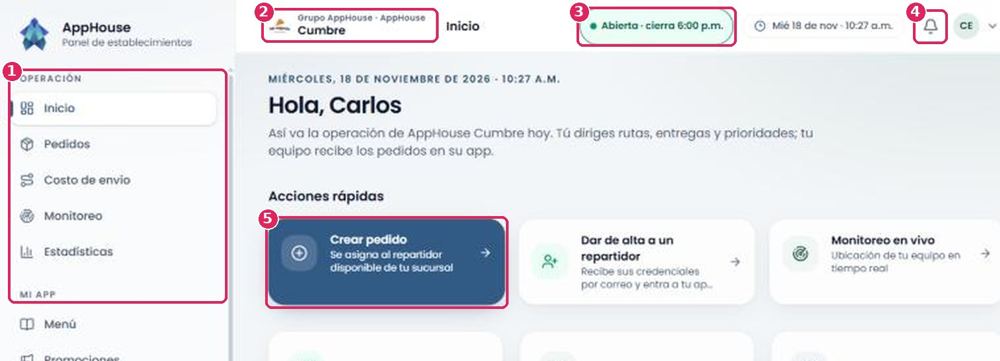 AppHouse
Panel de establecimientos
1
OPERACIÓN
Inicio
Pedidos
Costo de envío
Monitoreo
Estadísticas
MI APP
Menú
Promociones
2
Grupo AppHouse · AppHouse
Cumbre
Inicio
3
Abierta · cierra 6:00 p.m.
Mié 18 de nov · 10:27 a.m.
4
CE
MIÉRCOLES, 18 DE NOVIEMBRE DE 2026 · 10:27 A.M.
Hola, Carlos
Así va la operación de AppHouse Cumbre hoy. Tú diriges rutas, entregas y prioridades; tu
equipo recibe los pedidos en su app.
Acciones rápidas
5
Crear pedido
Se asigna al repartidor
disponible de tu sucursal
Dar de alta a un
repartidor
Recibe sus credenciales
por correo y entra a tu ap...
Monitoreo en vivo
Ubicación de tu equipo en
tiempo real